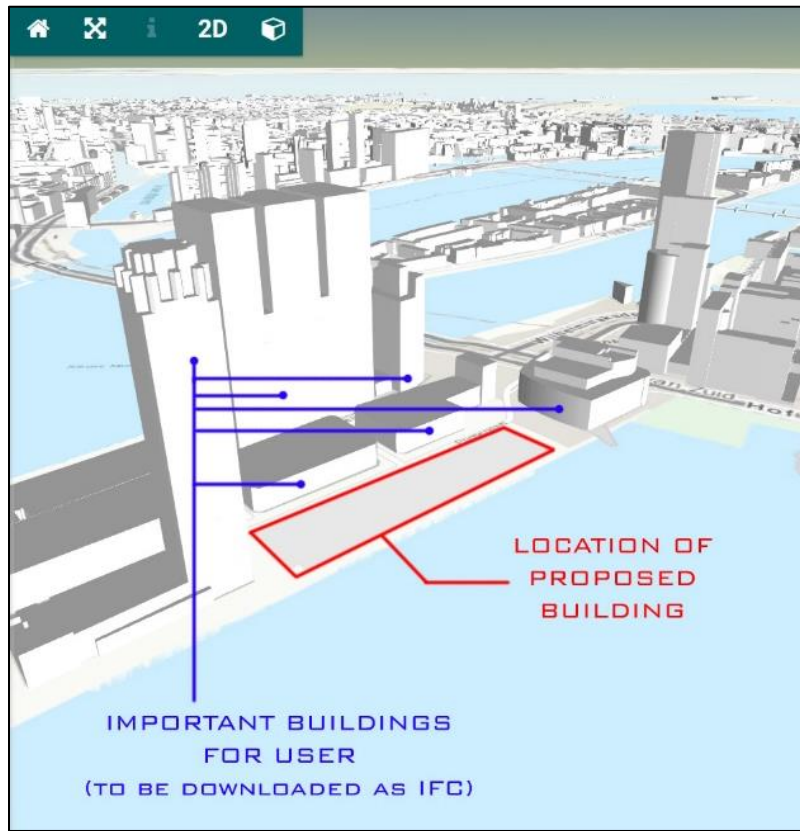 2D
LOCATION OF
PROPOSED
BUILDING
IMPORTANT BUILDINGS
FOR USER
(TO BE DOWNLOADED AS IFC)